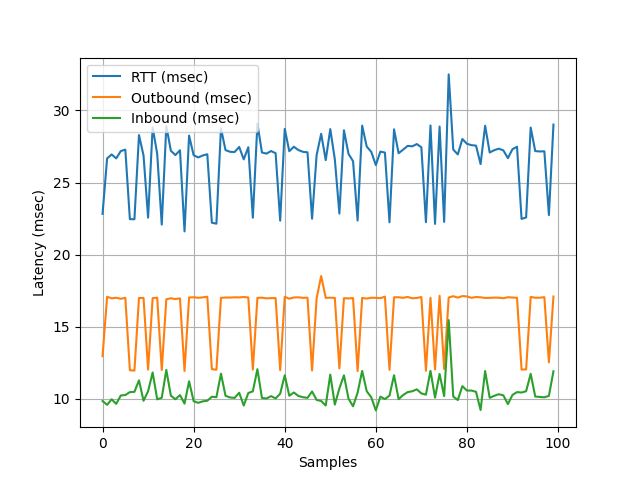 RTT (msec)
Outbound (msec)
Inbound (msec)
30
25
20
15
10
Latency (msec)
0 20 40 60 80 100
Samples